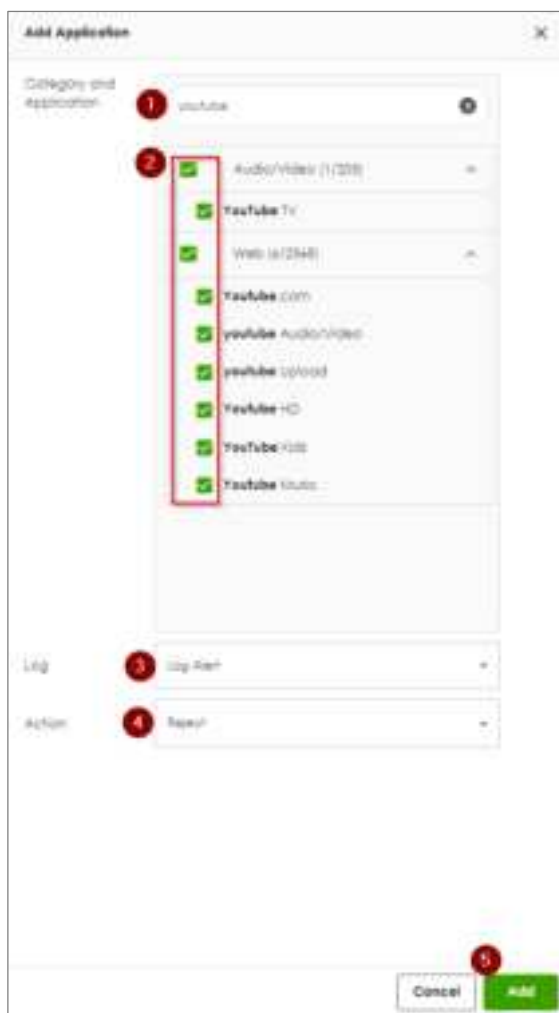 Add Application
Category and
Application
1
youtube
2
Audio/Video (1/205)
YouTube TV
Web (6/2368)
Youtube.com
youtube Audio/Video
youtube Upload
Youtube HD
YouTube Kids
Youtube Music
Log
3
Log Alert
Action
4
Reject
5
Cancel
Add